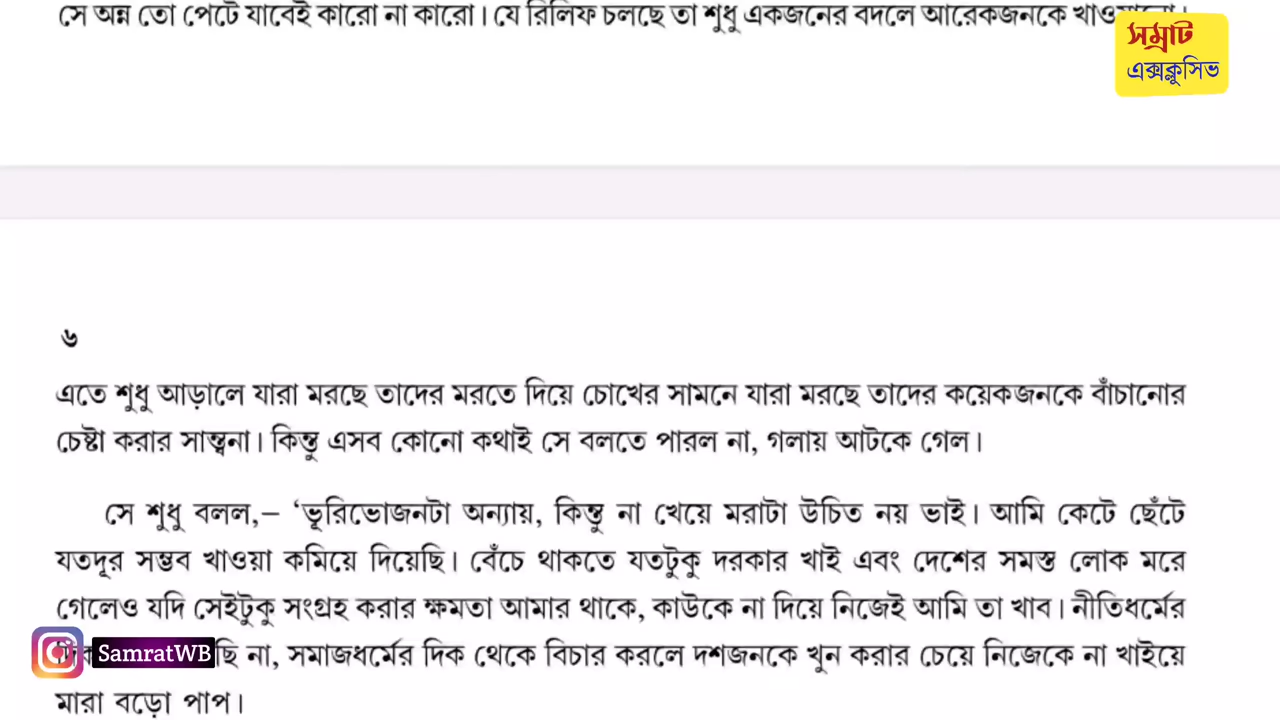 সে অন্ন তো পেটে যাবেই কারো না কারো। যে রিলিফ চলছে তা শুধু একজনের বদলে আরেকজনকে
সম্রাট
এক্সক্লুসিভ
৬
এতে শুধু আড়ালে যারা মরছে তাদের মরতে দিয়ে চোখের সামনে যারা মরছে তাদের কয়েকজনকে বাঁচানোর
চেষ্টা করার সান্ত্বনা। কিন্তু এসব কোনো কথাই সে বলতে পারল না, গলায় আটকে গেল।
সে শুধু বলল,– ‘ভূরিভোজনটা অন্যায়, কিন্তু না খেয়ে মরাটা উচিত নয় ভাই। আমি কেটে ছেঁটে
যতদূর সম্ভব খাওয়া কমিয়ে দিয়েছি। বেঁচে থাকতে যতটুকু দরকার খাই এবং দেশের সমস্ত লোক মরে
গেলেও যদি সেইটুকু সংগ্রহ করার ক্ষমতা আমার থাকে, কাউকে না দিয়ে নিজেই আমি তা খাব। নীতিধর্মের
না, সমাজধর্মের দিক থেকে বিচার করলে দশজনকে খুন করার চেয়ে নিজেকে না খাইয়ে
SamratWB
মারা বড়ো পাপ।